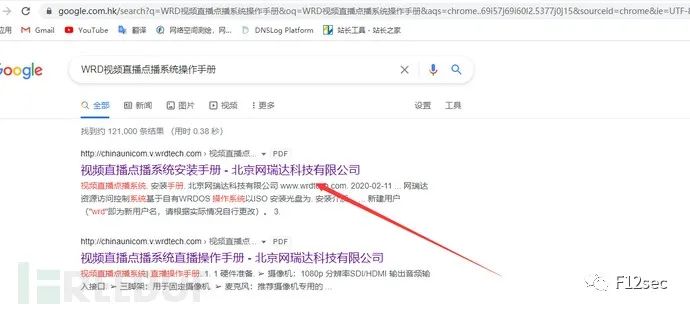 google.com.hk/search?q=WRD视频直播点播系统操作手册&oq=WRD视频直播点播系统操作手册&aqs=chrome..69i57j69i60l2.5377j0j15&sourceid=chrome&ie=UTF-8
YouTube 翻译 网络空间测绘, DNSLog Platform 站长工具 - 站长之家
Google WRD视频直播点播系统操作手册
全部 新闻 图片 视频 更多 设置 工具
找到约 121,000 条结果 （用时 0.38 秒）
http://chinaunicom.v.wrdtech.com › 视频直播点... PDF
视频直播点播系统安装手册 - 北京网瑞达科技有限公司
视频直播点播系统. 安装手册. 北京网瑞达科技有限公司 www.wrdtech.com. 2020-02-11 ... 网瑞达
资源访问控制系统基于自有WRDOS 操作系统以ISO 安装光盘为. 安装介 ... 新建用户
（"wrd"即为新用户名，请根据实际情况自行更改）。 3.
http://chinaunicom.v.wrdtech.com › 视频直播点... PDF
视频直播点播系统直播操作手册 - 北京网瑞达科技有限公司
视频直播点播系统| 直播操作手册. 1. 1 硬件准备. ➢ 摄像机：1080p 分辨率SDI/HDMI 输出音频输
入接口. ➢ 三脚架：用于固定摄像机. ➢ 麦克风：推荐摄像机专用的 ...
REEBUF
F12sec